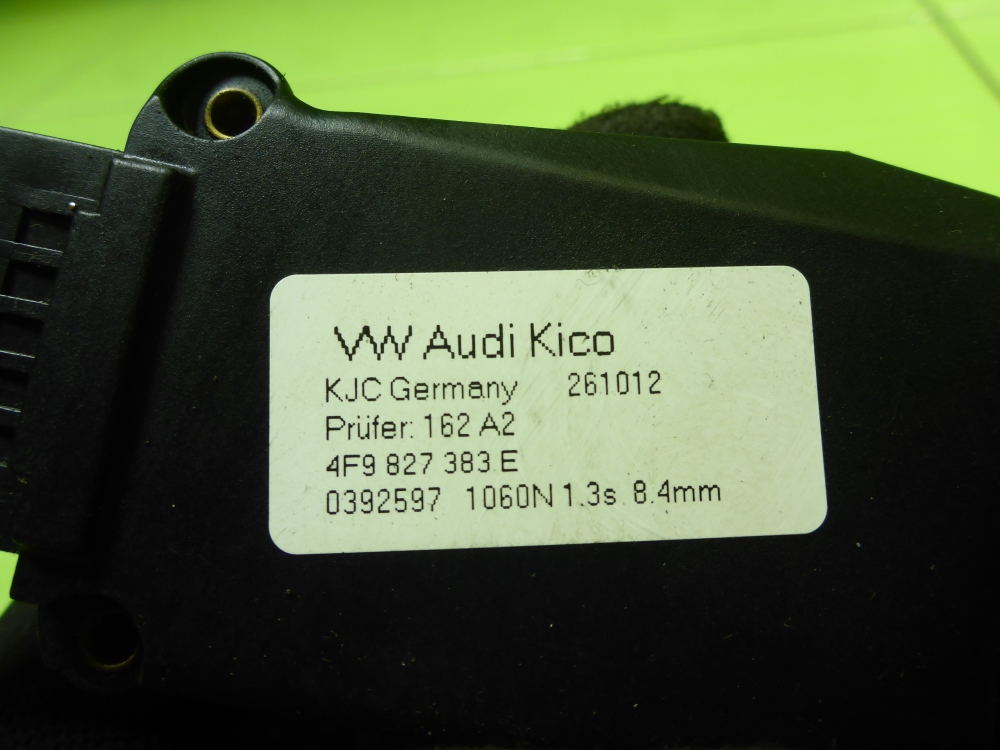 VW Audi Kico
KJC Germany 261012
Prüfer: 162 A2
4F9 827 383 E
0392597 1060N 1.3s 8.4mm